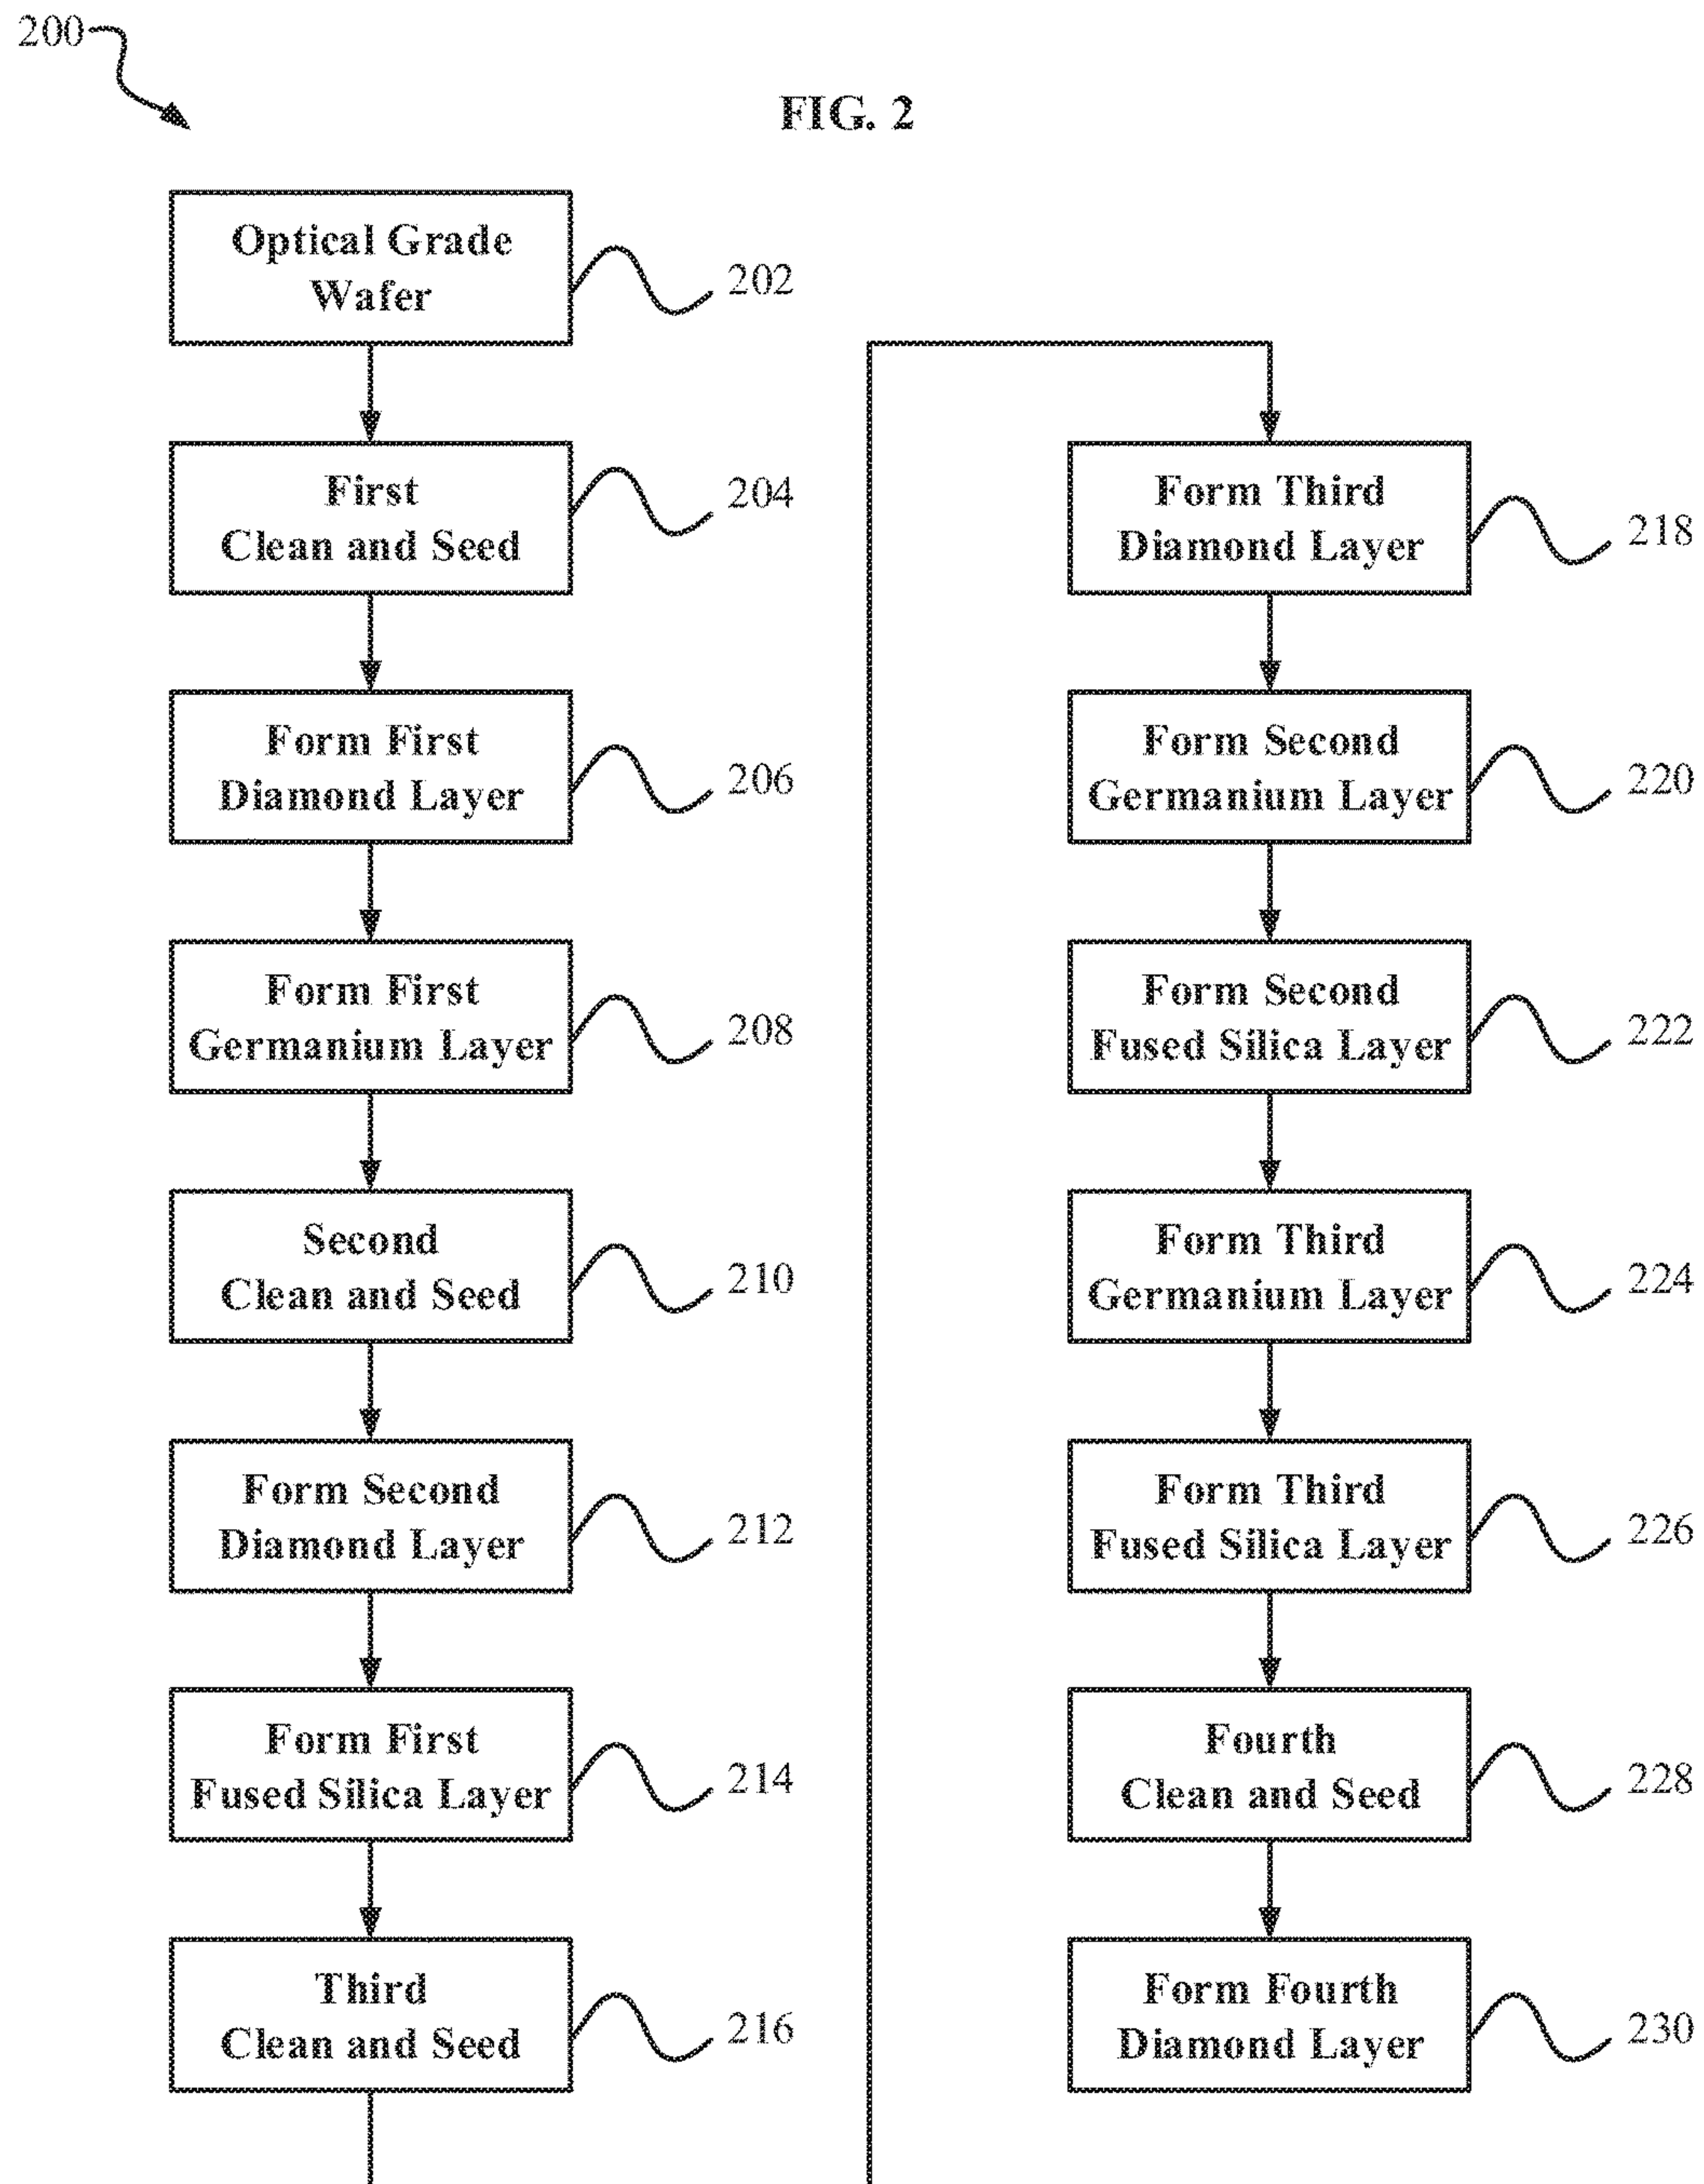 200
FIG. 2
Optical Grade
Wafer
202
First
Clean and Seed
204
Form First
Diamond Layer
206
Form First
Germanium Layer
208
Second
Clean and Seed
210
Form Second
Diamond Layer
212
Form First
Fused Silica Layer
214
Third
Clean and Seed
216
Form Third
Diamond Layer
218
Form Second
Germanium Layer
220
Form Second
Fused Silica Layer
222
Form Third
Germanium Layer
224
Form Third
Fused Silica Layer
226
Fourth
Clean and Seed
228
Form Fourth
Diamond Layer
230